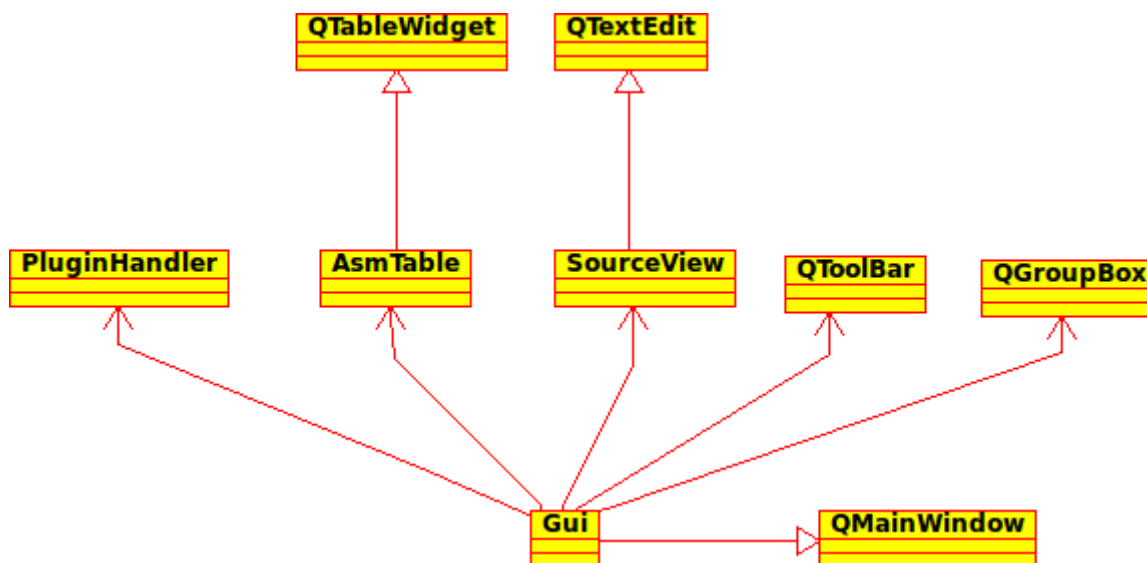 QTableWidget
QTextEdit
PluginHandler
AsmTable
SourceView
QToolBar
QGroupBox
Gui
QMainWindow